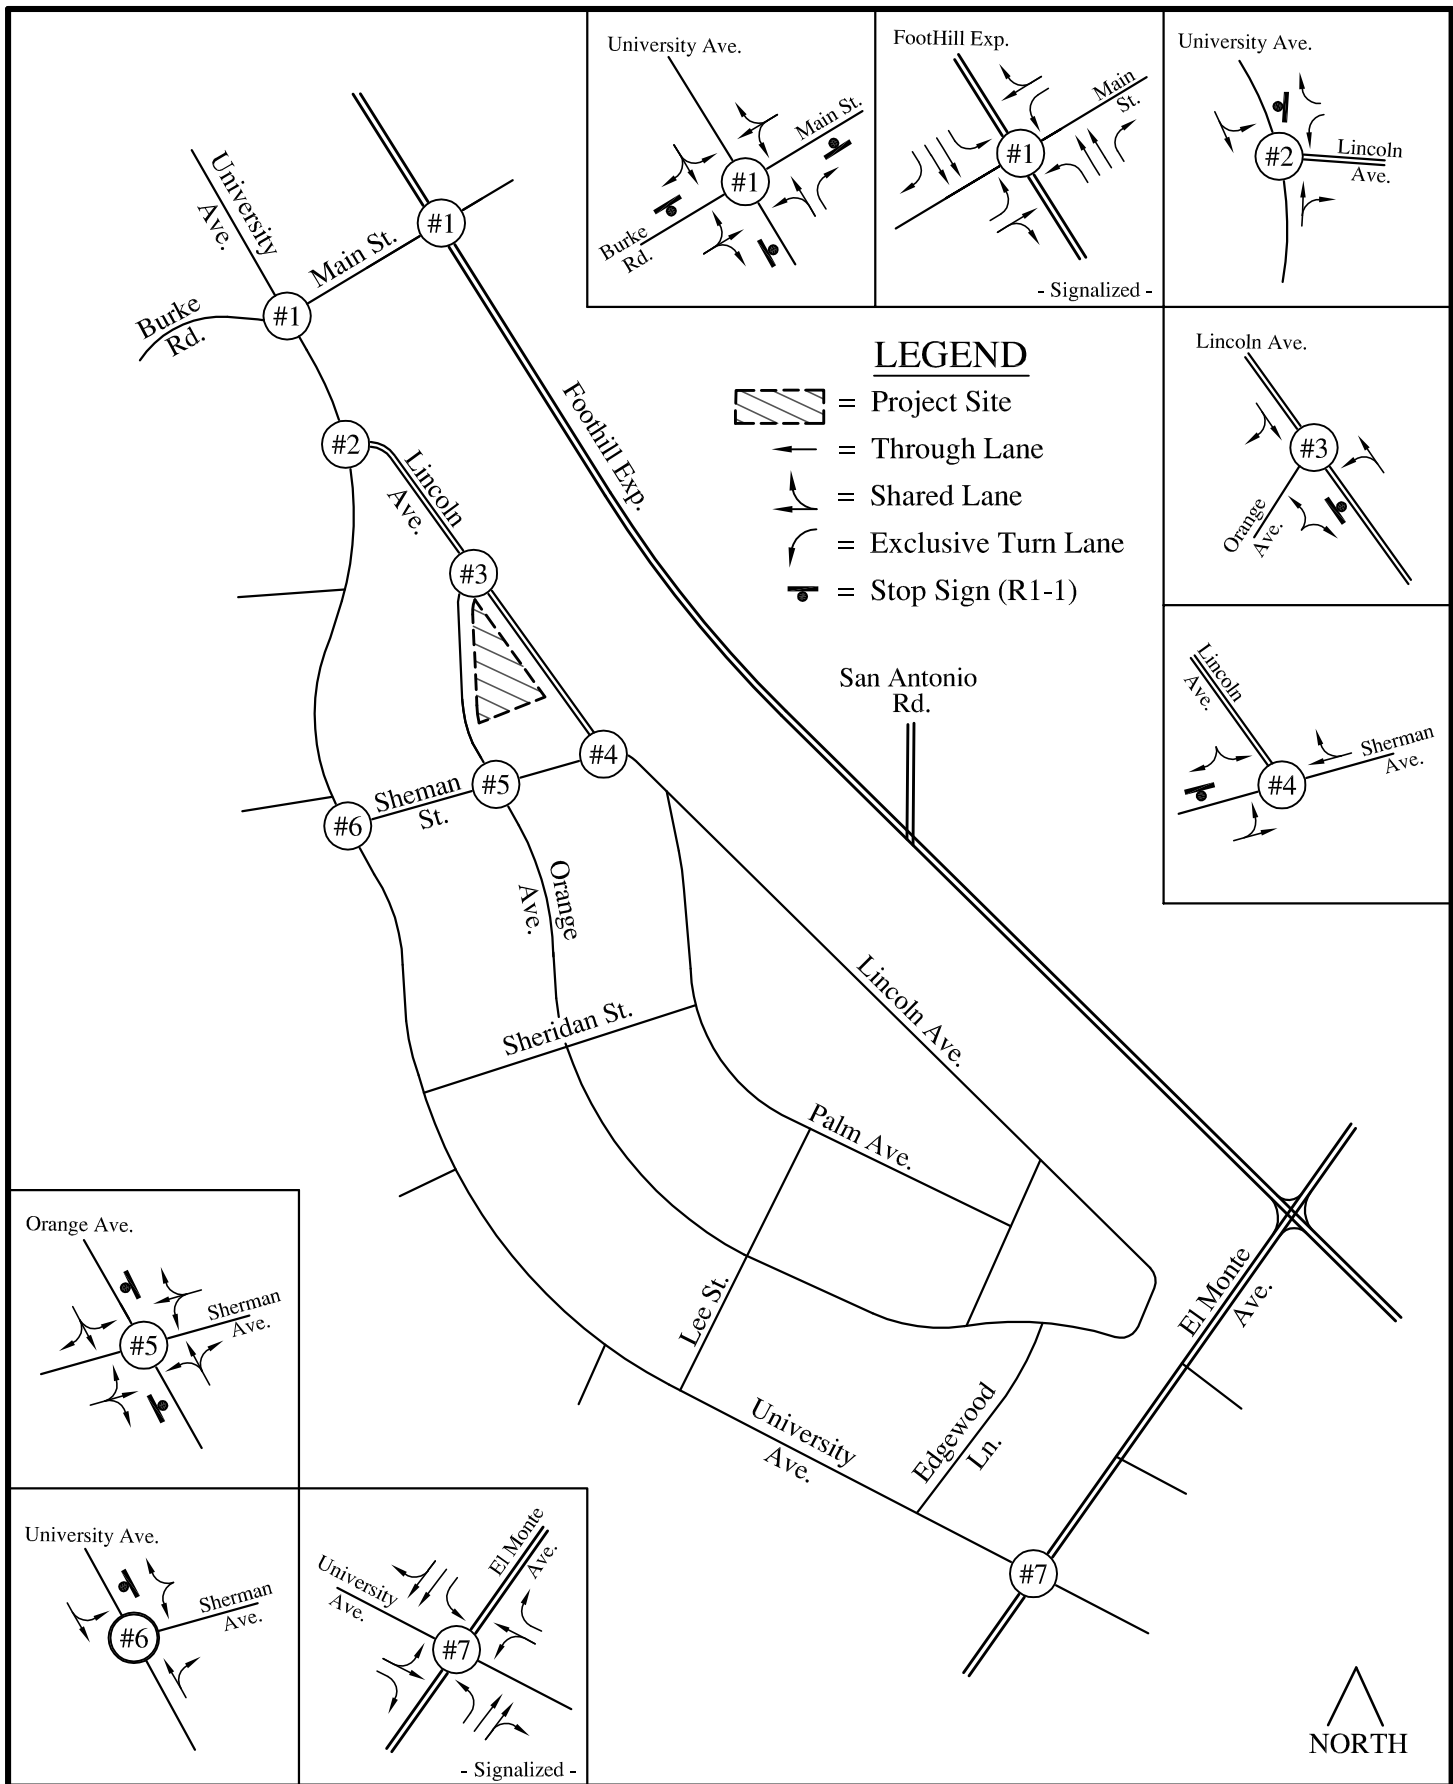 University Ave.
Main St.
#1
Burke
Rd.
FootHill Exp.
Main
St.
#1
- Signalized -
University Ave.
#2
Lincoln
Ave.
University
Ave.
#1
Main St.
#1
Burke
Rd.
LEGEND
= Project Site
= Through Lane
= Shared Lane
= Exclusive Turn Lane
= Stop Sign (R1-1)
Lincoln Ave.
#3
Orange
Ave.
Foothill Exp.
#2
Lincoln
Ave.
#3
San Antonio
Rd.
Lincoln
Ave.
Sherman
Ave.
#4
#4
#5
Sheman
St.
#6
Orange
Ave.
Lincoln Ave.
Sheridan St.
Palm Ave.
Orange Ave.
Sherman
Ave.
#5
Lee St.
El Monte
Ave.
University
Ave.
Edgewood
Ln.
University Ave.
Sherman
Ave.
#6
University
Ave.
El Monte
Ave.
#7
- Signalized -
#7
NORTH